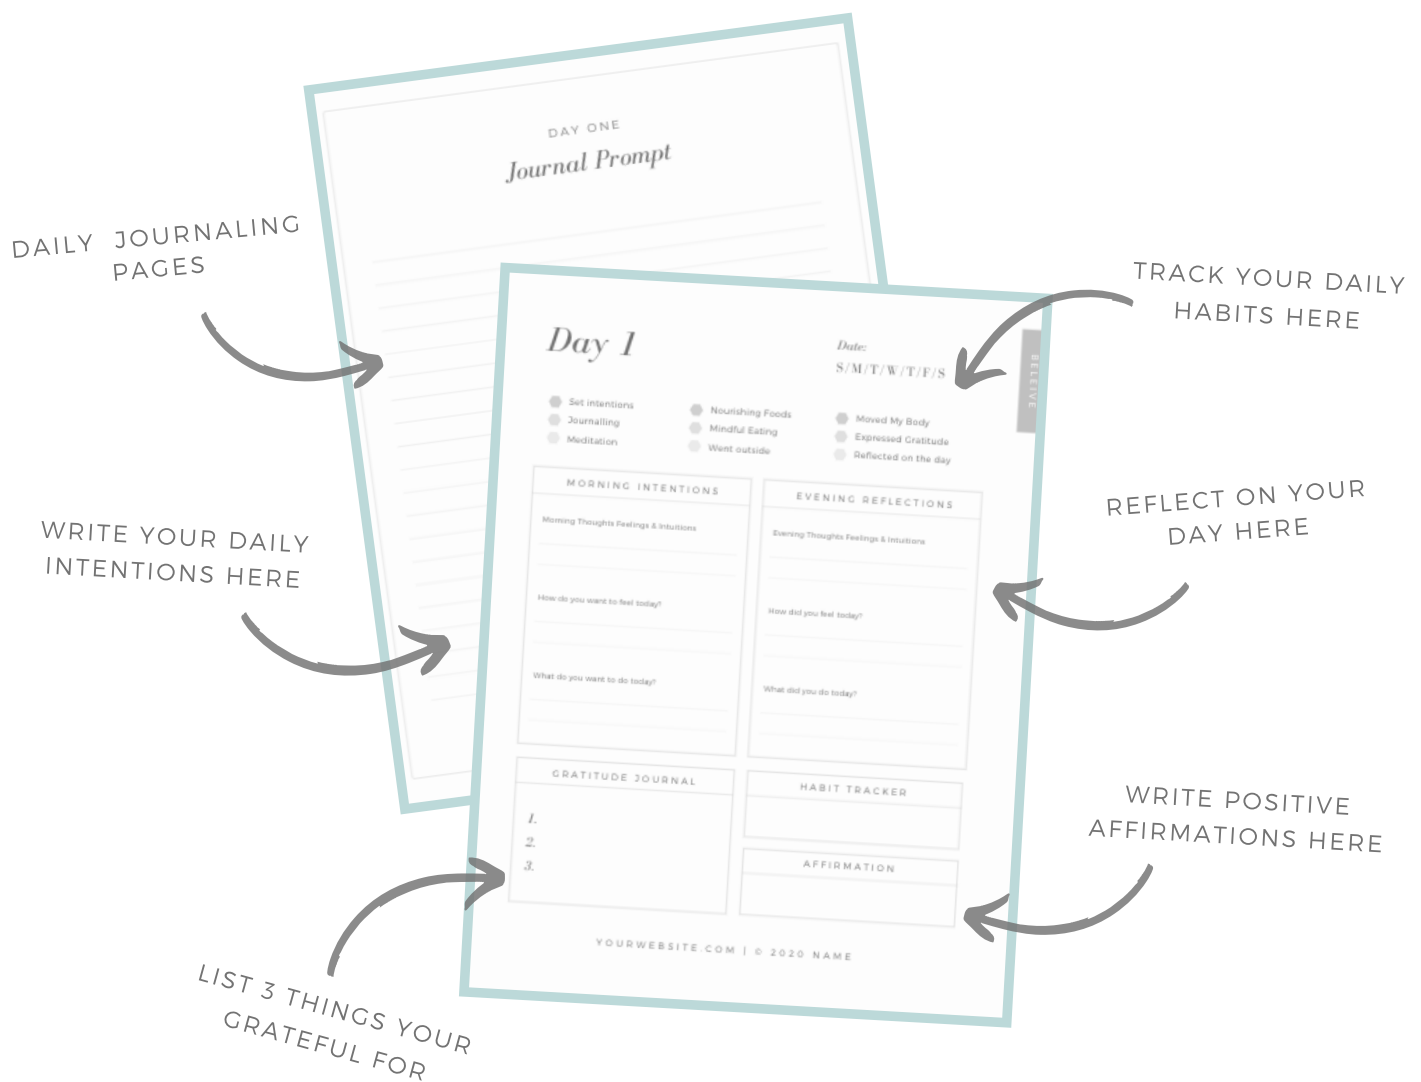 DAY ONE
Journal Prompt
DAILY JOURNALING
PAGES
TRACK YOUR DAILY
HABITS HERE
Day 1
Date:
S/M/T/W/T/F/S
BELEIVE
Set intentions
Journalling
Meditation
Nourishing Foods
Mindful Eating
Went outside
Moved My Body
Expressed Gratitude
Reflected on the day
MORNING INTENTIONS
Morning Thoughts Feelings & Intuitions
How do you want to feel today?
What do you want to do today?
EVENING REFLECTIONS
Evening Thoughts Feelings & Intuitions
How did you feel today?
What did you do today?
REFLECT ON YOUR
DAY HERE
WRITE YOUR DAILY
INTENTIONS HERE
GRATITUDE JOURNAL
1.
2.
3.
HABIT TRACKER
AFFIRMATION
WRITE POSITIVE
AFFIRMATIONS HERE
YOURWEBSITE.COM | © 2020 NAME
LIST 3 THINGS YOUR
GRATEFUL FOR